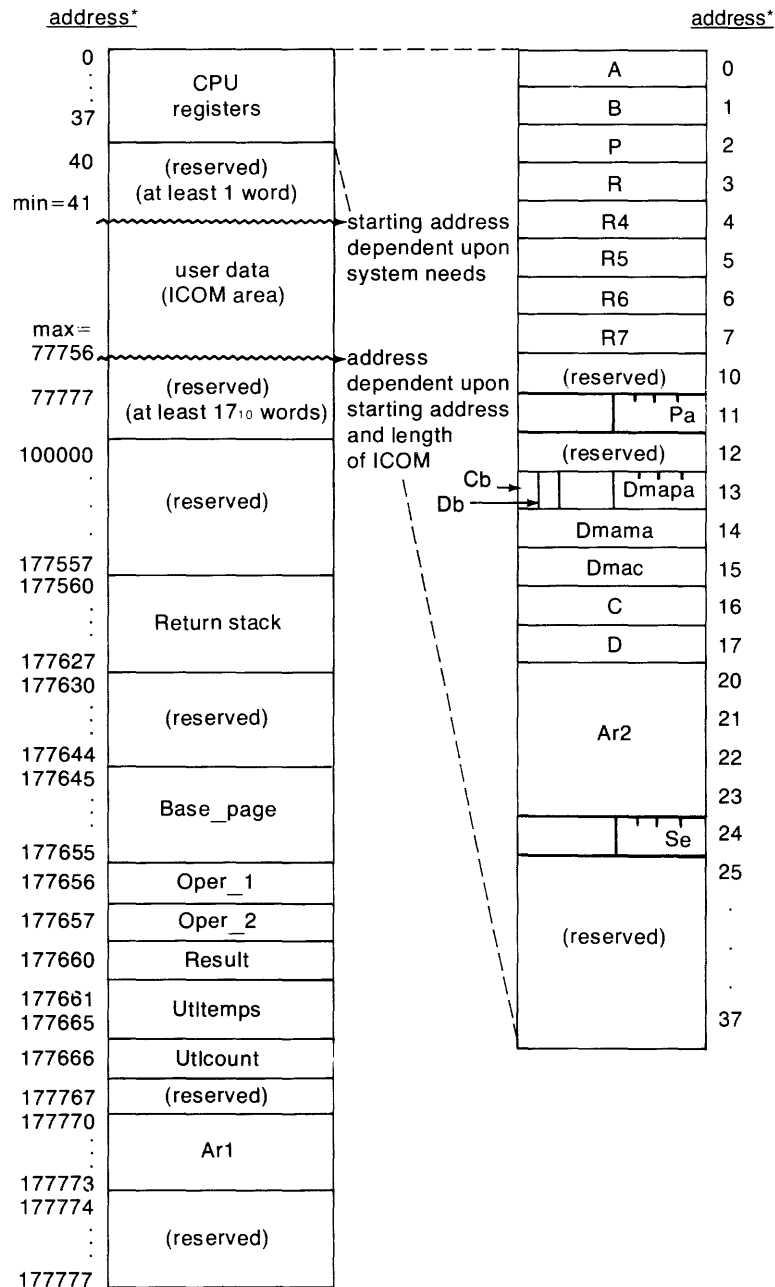 address*
0
.
.
.
37
CPU
registers
40
(reserved)
(at least 1 word)
min=41
user data
(ICOM area)
max=
77756
77777
(reserved)
(at least 17₁₀ words)
100000
.
.
.
177557
(reserved)
177560
.
.
.
177627
Return stack
177630
.
.
.
177644
(reserved)
177645
.
.
.
177655
Base_page
177656
Oper_1
177657
Oper_2
177660
Result
177661
177665
Utltemps
177666
Utlcount
177767
(reserved)
177770
.
.
.
177773
Ar1
177774
.
.
.
177777
(reserved)
starting address
dependent upon
system needs
address
dependent upon
starting address
and length
of ICOM
address*
A 0
B 1
P 2
R 3
R4 4
R5 5
R6 6
R7 7
(reserved) 10
Pa 11
(reserved) 12
Cb
Db
Dmapa 13
Dmama 14
Dmac 15
C 16
D 17
20
21
Ar2
22
23
Se 24
25
.
(reserved)
.
.
37